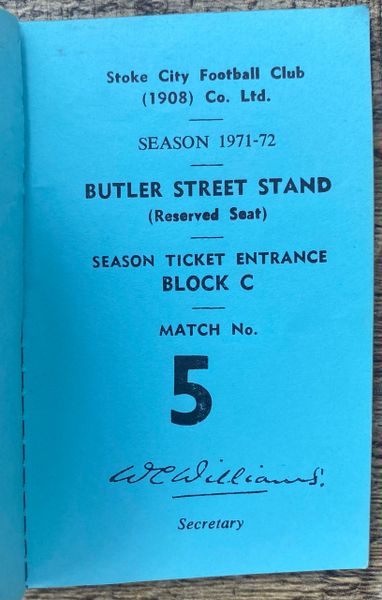 Stoke City Football Club
(1908) Co. Ltd.
SEASON 1971-72
BUTLER STREET STAND
(Reserved Seat)
SEASON TICKET ENTRANCE
BLOCK C
MATCH No.
5
W C Williams.
Secretary